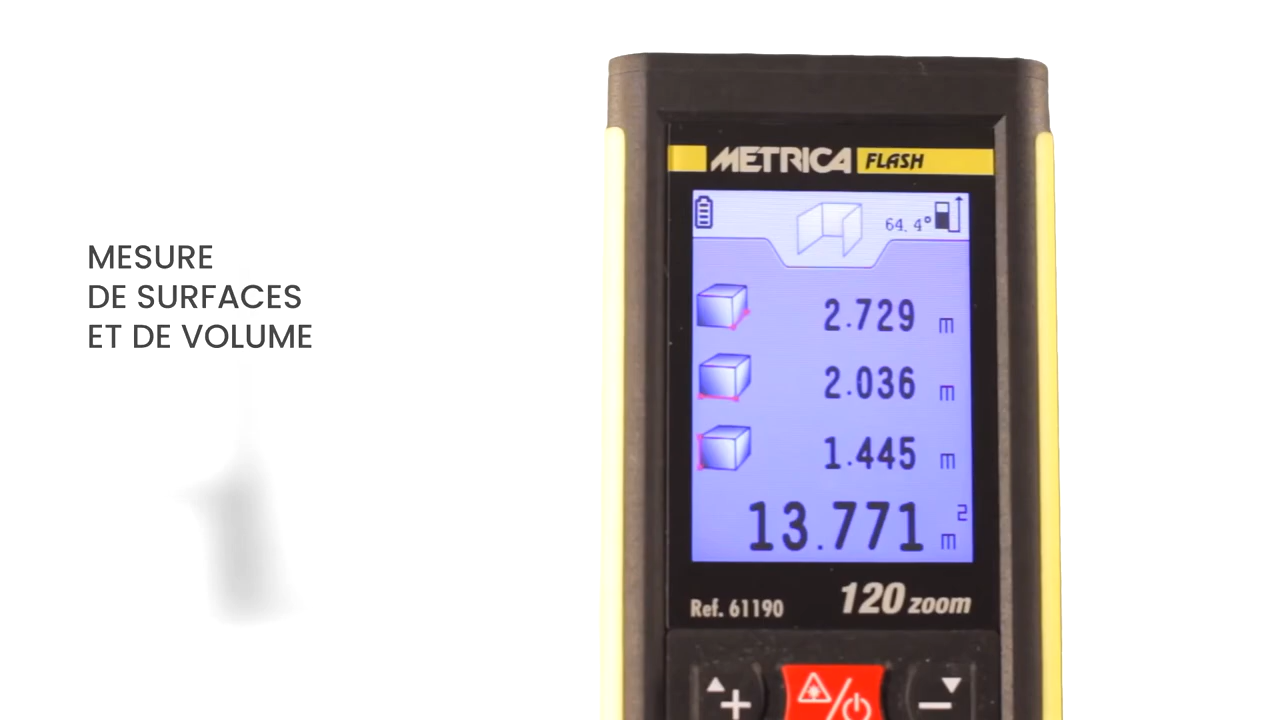 MESURE
DE SURFACES
ET DE VOLUME
METRICA FLASH
64.4°
2.729 m
2.036 m
1.445 m
13.771 m²
Ref. 61190
120 zoom